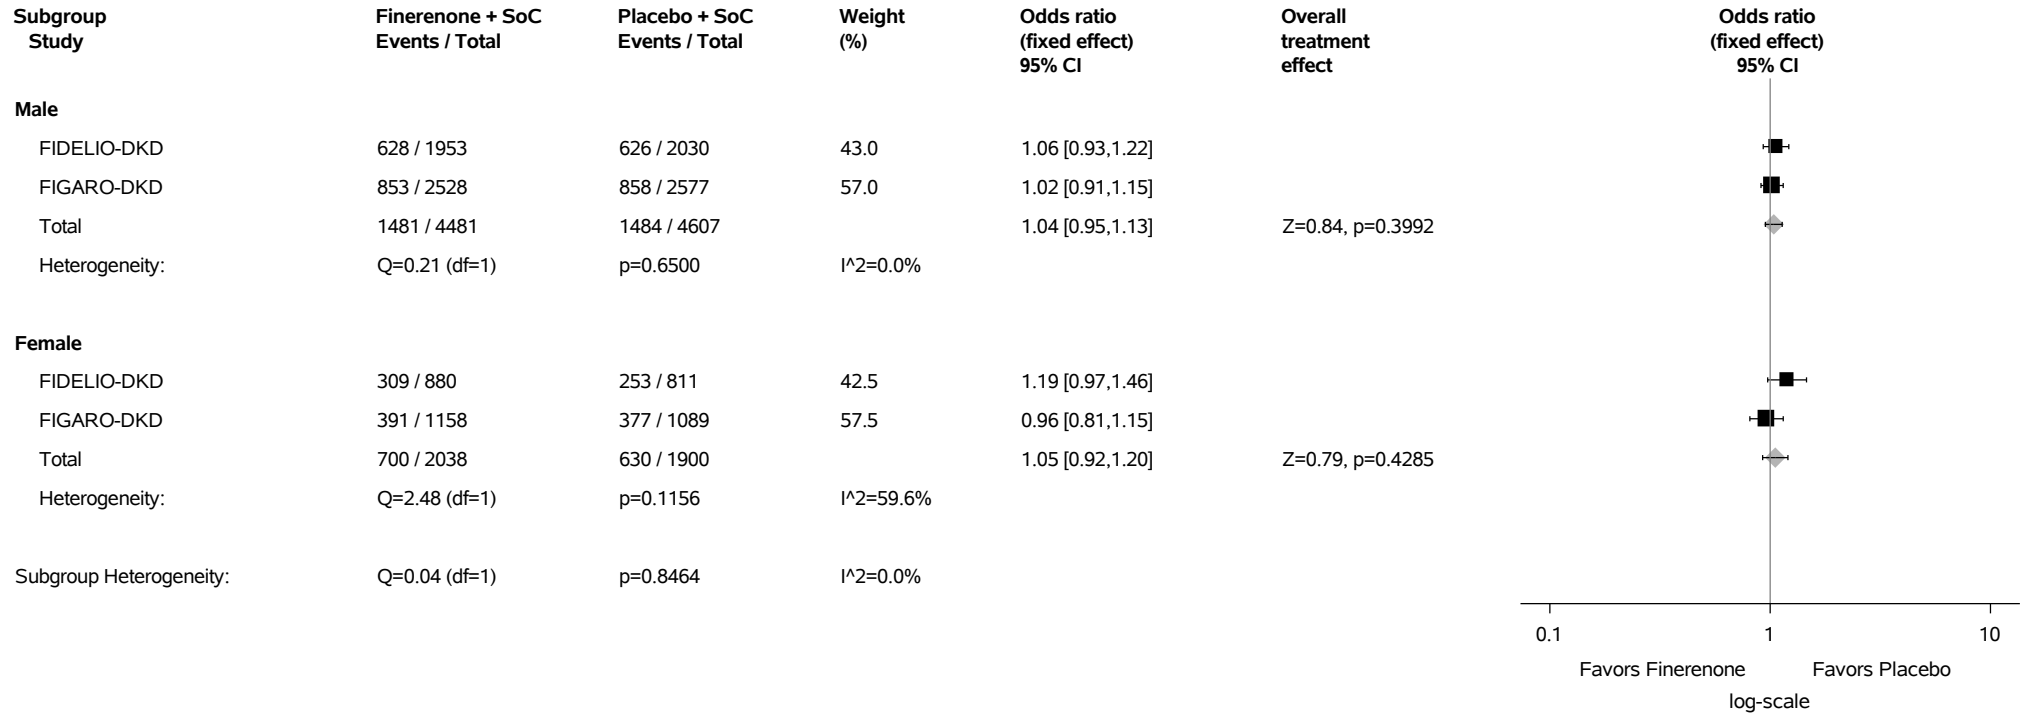 Subgroup Finerenone + SoC Placebo + SoC Weight Odds ratio Overall Odds ratio
Study Events / Total Events / Total (%) (fixed effect) treatment (fixed effect)
95% CI effect 95% CI
Male
FIDELIO-DKD 628 / 1953 626 / 2030 43.0 1.06 [0.93,1.22]
FIGARO-DKD 853 / 2528 858 / 2577 57.0 1.02 [0.91,1.15]
Total 1481 / 4481 1484 / 4607 1.04 [0.95,1.13] Z=0.84, p=0.3992
Heterogeneity: Q=0.21 (df=1) p=0.6500 I^2=0.0%
Female
FIDELIO-DKD 309 / 880 253 / 811 42.5 1.19 [0.97,1.46]
FIGARO-DKD 391 / 1158 377 / 1089 57.5 0.96 [0.81,1.15]
Total 700 / 2038 630 / 1900 1.05 [0.92,1.20] Z=0.79, p=0.4285
Heterogeneity: Q=2.48 (df=1) p=0.1156 I^2=59.6%
Subgroup Heterogeneity: Q=0.04 (df=1) p=0.8464 I^2=0.0%
0.1 1 10
Favors Finerenone Favors Placebo
log-scale